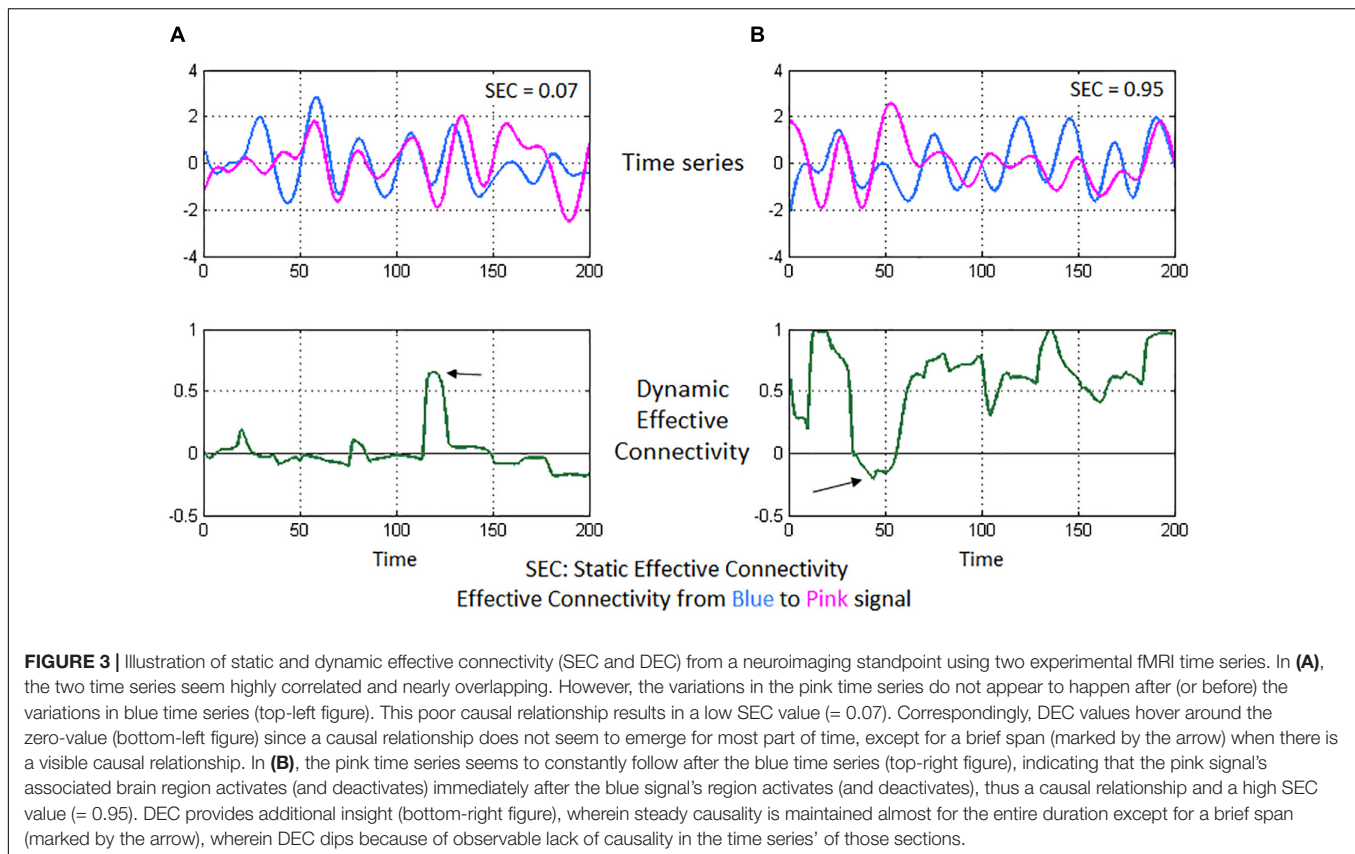 A
B
4
2
0
-2
-4
SEC = 0.07
0
50
100
150
200
Time series
4
2
0
-2
-4
SEC = 0.95
0
50
100
150
200
1
0.5
0
-0.5
0
50
100
150
200
Time
Dynamic
Effective
Connectivity
1
0.5
0
-0.5
0
50
100
150
200
Time
SEC: Static Effective Connectivity
Effective Connectivity from Blue to Pink signal
FIGURE 3 | Illustration of static and dynamic effective connectivity (SEC and DEC) from a neuroimaging standpoint using two experimental fMRI time series. In (A),
the two time series seem highly correlated and nearly overlapping. However, the variations in the pink time series do not appear to happen after (or before) the
variations in blue time series (top-left figure). This poor causal relationship results in a low SEC value (= 0.07). Correspondingly, DEC values hover around the
zero-value (bottom-left figure) since a causal relationship does not seem to emerge for most part of time, except for a brief span (marked by the arrow) when there is
a visible causal relationship. In (B), the pink time series seems to constantly follow after the blue time series (top-right figure), indicating that the pink signal's
associated brain region activates (and deactivates) immediately after the blue signal's region activates (and deactivates), thus a causal relationship and a high SEC
value (= 0.95). DEC provides additional insight (bottom-right figure), wherein steady causality is maintained almost for the entire duration except for a brief span
(marked by the arrow), wherein DEC dips because of observable lack of causality in the time series' of those sections.